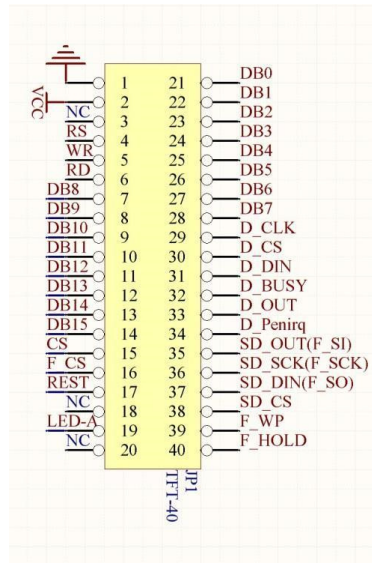 1 21 DB0
VCC 2 22 DB1
NC 3 23 DB2
RS 4 24 DB3
WR 5 25 DB4
RD 6 26 DB5
DB8 7 27 DB6
DB9 8 28 DB7
DB10 9 29 D_CLK
DB11 10 30 D_CS
DB12 11 31 D_DIN
DB13 12 32 D_BUSY
DB14 13 33 D_OUT
DB15 14 34 D_Penirq
CS 15 35 SD_OUT(F_SI)
F_CS 16 36 SD_SCK(F_SCK)
REST 17 37 SD_DIN(F_SO)
NC 18 38 SD_CS
LED-A 19 39 F_WP
NC 20 40 F_HOLD
JP1
TFT-40